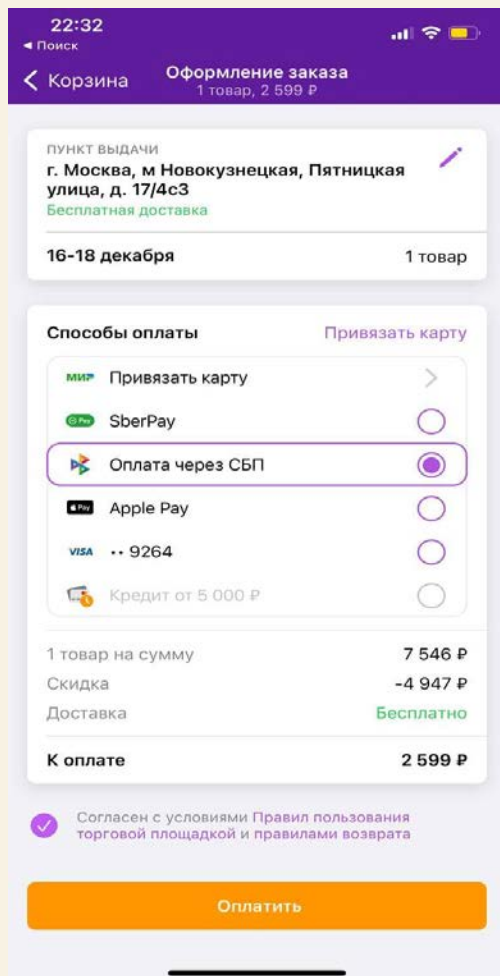 22:32
◀ Поиск
Корзина
Оформление заказа
1 товар, 2 599 ₽
ПУНКТ ВЫДАЧИ
г. Москва, м Новокузнецкая, Пятницкая
улица, д. 17/4с3
Бесплатная доставка
16-18 декабря 1 товар
Способы оплаты Привязать карту
МИР Привязать карту
Pay SberPay
Оплата через СБП
Pay Apple Pay
VISA •• 9264
Кредит от 5 000 ₽
1 товар на сумму 7 546 ₽
Скидка -4 947 ₽
Доставка Бесплатно
К оплате 2 599 ₽
Согласен с условиями Правил пользования
торговой площадкой и правилами возврата
Оплатить